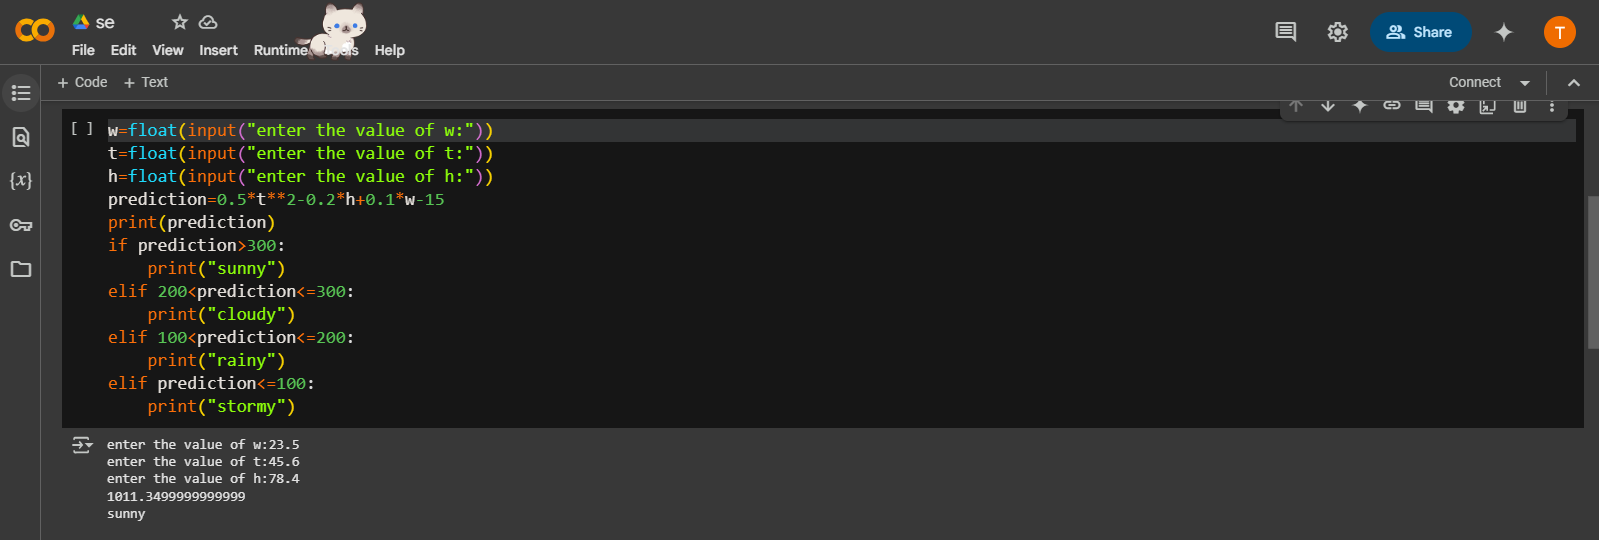 se
File Edit View Insert Runtime Help
Share
T
+ Code + Text
Connect
[ ] w=float(input("enter the value of w:"))
t=float(input("enter the value of t:"))
h=float(input("enter the value of h:"))
prediction=0.5*t**2-0.2*h+0.1*w-15
print(prediction)
if prediction>300:
    print("sunny")
elif 200<prediction<=300:
    print("cloudy")
elif 100<prediction<=200:
    print("rainy")
elif prediction<=100:
    print("stormy")
{x}
enter the value of w:23.5
enter the value of t:45.6
enter the value of h:78.4
1011.3499999999999
sunny